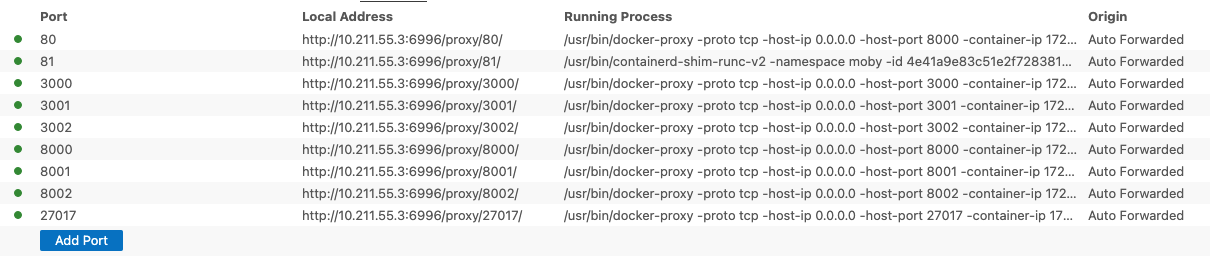 Port Local Address Running Process Origin
80 http://10.211.55.3:6996/proxy/80/ /usr/bin/docker-proxy -proto tcp -host-ip 0.0.0.0 -host-port 8000 -container-ip 172... Auto Forwarded
81 http://10.211.55.3:6996/proxy/81/ /usr/bin/containerd-shim-runc-v2 -namespace moby -id 4e41a9e83c51e2f728381... Auto Forwarded
3000 http://10.211.55.3:6996/proxy/3000/ /usr/bin/docker-proxy -proto tcp -host-ip 0.0.0.0 -host-port 3000 -container-ip 172... Auto Forwarded
3001 http://10.211.55.3:6996/proxy/3001/ /usr/bin/docker-proxy -proto tcp -host-ip 0.0.0.0 -host-port 3001 -container-ip 172... Auto Forwarded
3002 http://10.211.55.3:6996/proxy/3002/ /usr/bin/docker-proxy -proto tcp -host-ip 0.0.0.0 -host-port 3002 -container-ip 172... Auto Forwarded
8000 http://10.211.55.3:6996/proxy/8000/ /usr/bin/docker-proxy -proto tcp -host-ip 0.0.0.0 -host-port 8000 -container-ip 172... Auto Forwarded
8001 http://10.211.55.3:6996/proxy/8001/ /usr/bin/docker-proxy -proto tcp -host-ip 0.0.0.0 -host-port 8001 -container-ip 172... Auto Forwarded
8002 http://10.211.55.3:6996/proxy/8002/ /usr/bin/docker-proxy -proto tcp -host-ip 0.0.0.0 -host-port 8002 -container-ip 172... Auto Forwarded
27017 http://10.211.55.3:6996/proxy/27017/ /usr/bin/docker-proxy -proto tcp -host-ip 0.0.0.0 -host-port 27017 -container-ip 17... Auto Forwarded
Add Port